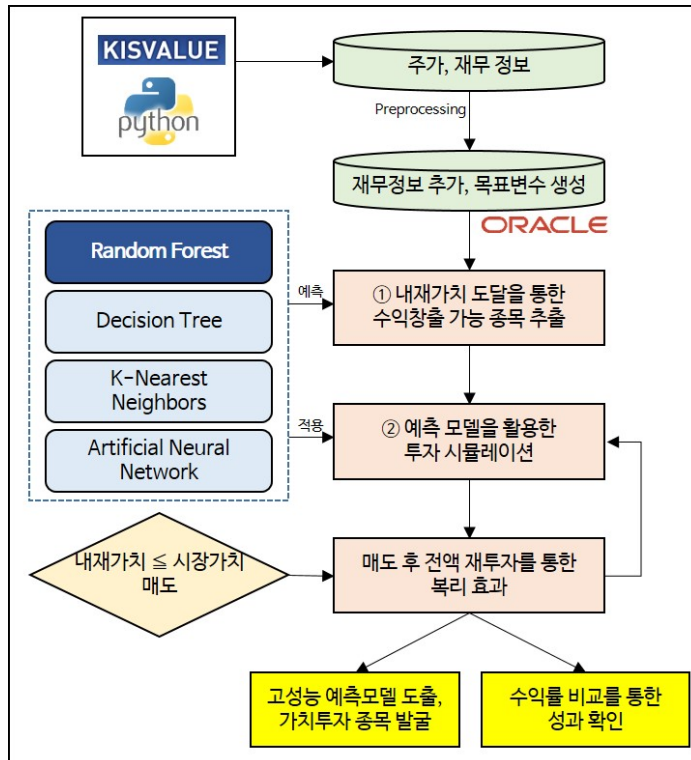 KISVALUE
python
주가, 재무 정보
Preprocessing
재무정보 추가, 목표변수 생성
ORACLE
Random Forest
Decision Tree
K-Nearest
Neighbors
Artificial Neural
Network
예측
① 내재가치 도달을 통한
수익창출 가능 종목 추출
적용
② 예측 모델을 활용한
투자 시뮬레이션
내재가치 ≦ 시장가치
매도
매도 후 전액 재투자를 통한
복리 효과
고성능 예측모델 도출,
가치투자 종목 발굴
수익률 비교를 통한
성과 확인